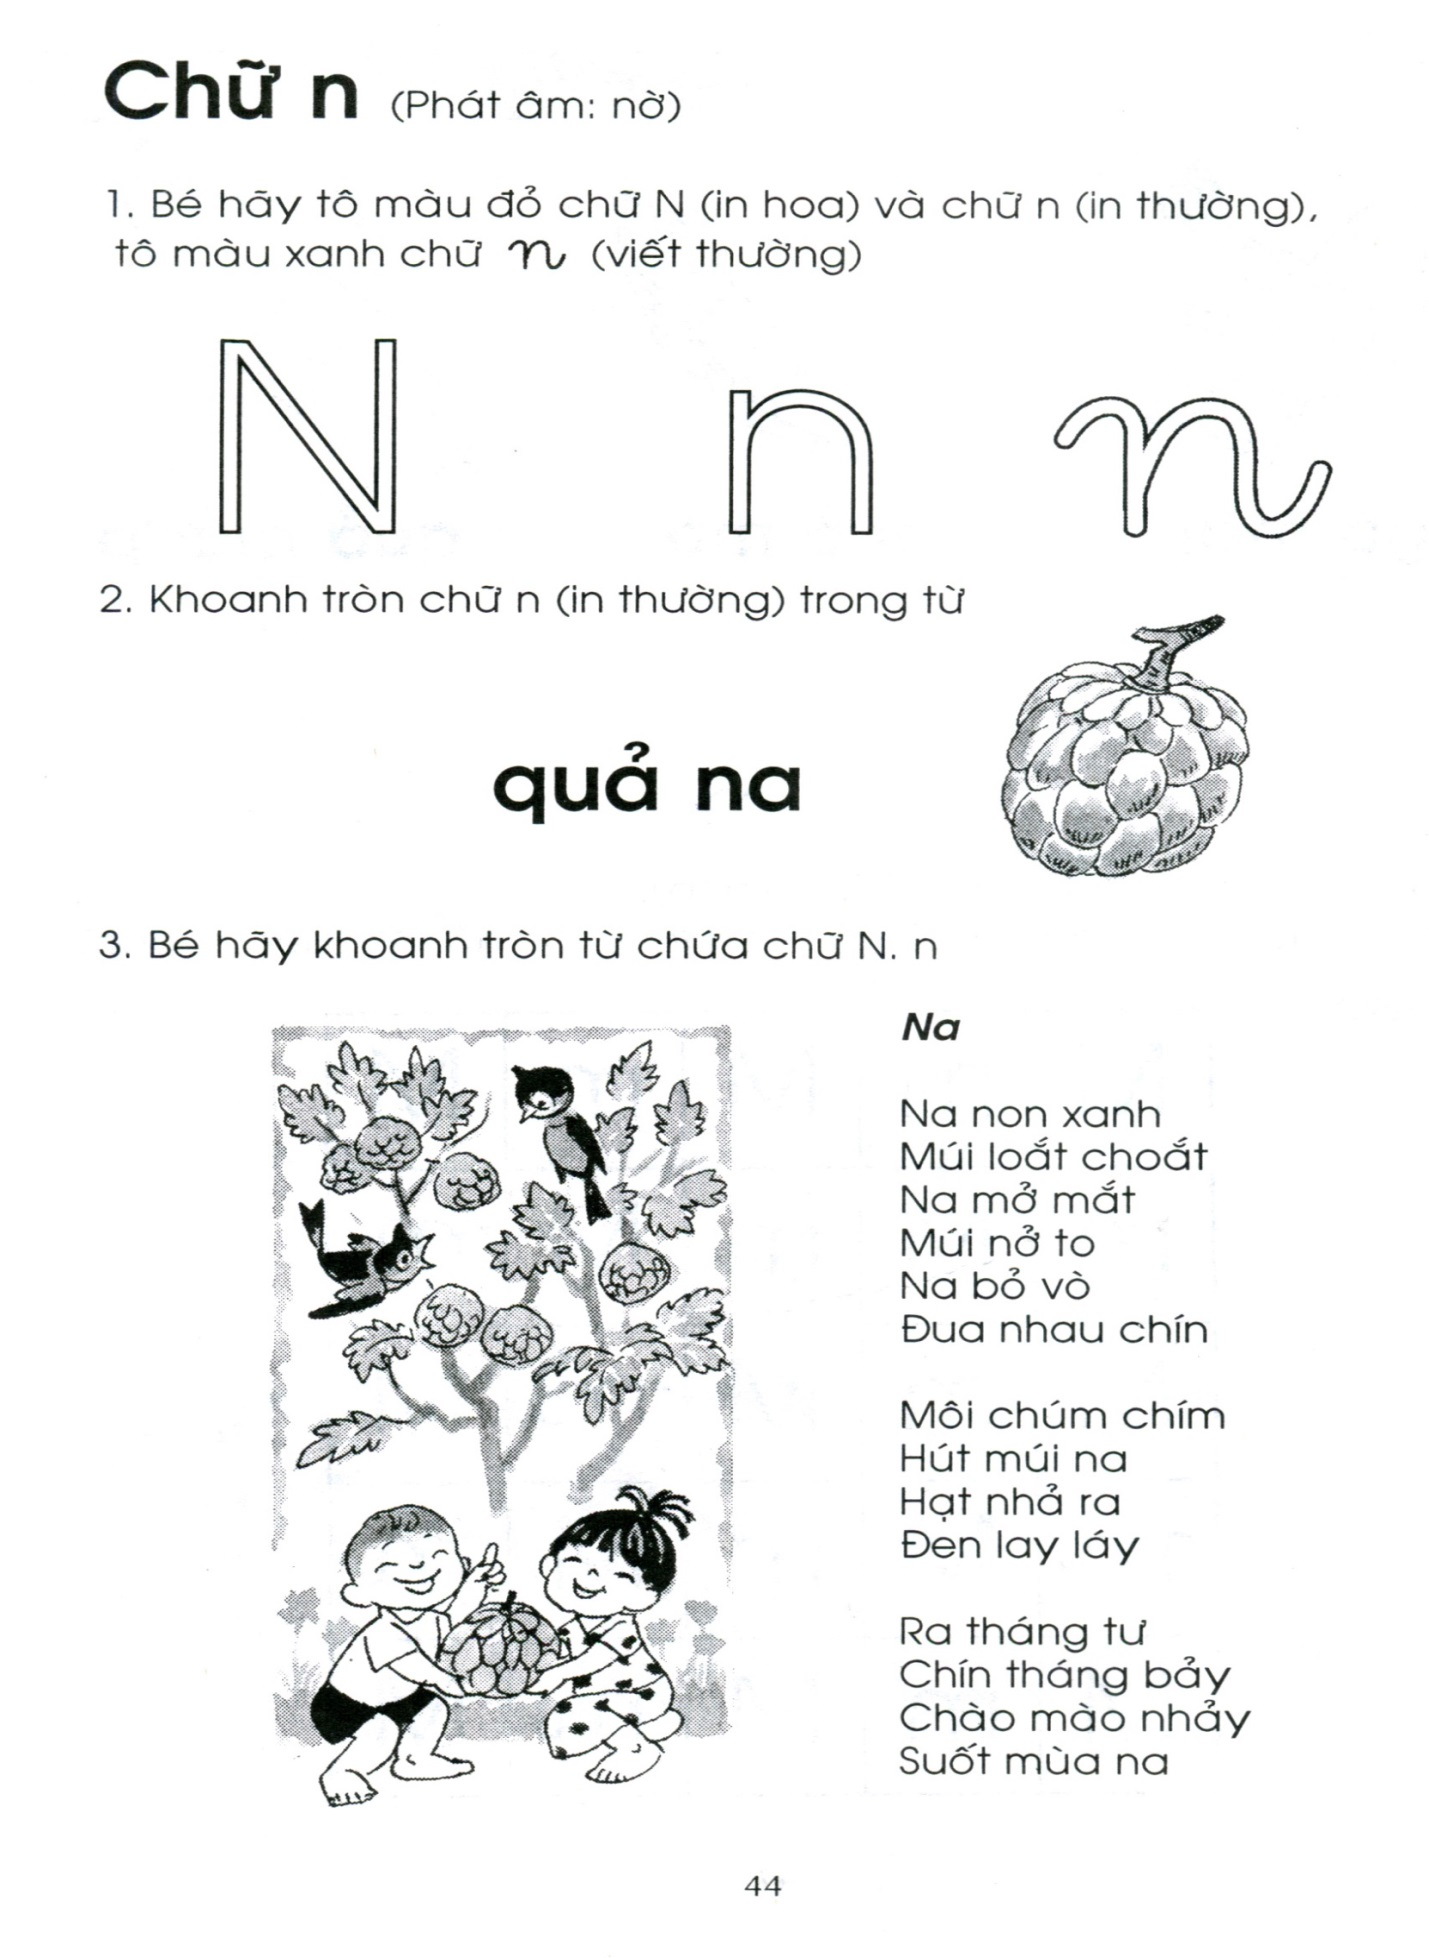 Chữ n (Phát âm: nờ)
1. Bé hãy tô màu đỏ chữ N (in hoa) và chữ n (in thường),
tô màu xanh chữ n (viết thường)
N n n
2. Khoanh tròn chữ n (in thường) trong từ
quả na
3. Bé hãy khoanh tròn từ chứa chữ N. n
Na
Na non xanh
Múi loắt choắt
Na mở mắt
Múi nở to
Na bỏ vò
Đua nhau chín
Môi chúm chím
Hút múi na
Hạt nhả ra
Đen lay láy
Ra tháng tư
Chín tháng bảy
Chào mào nhảy
Suốt mùa na
44